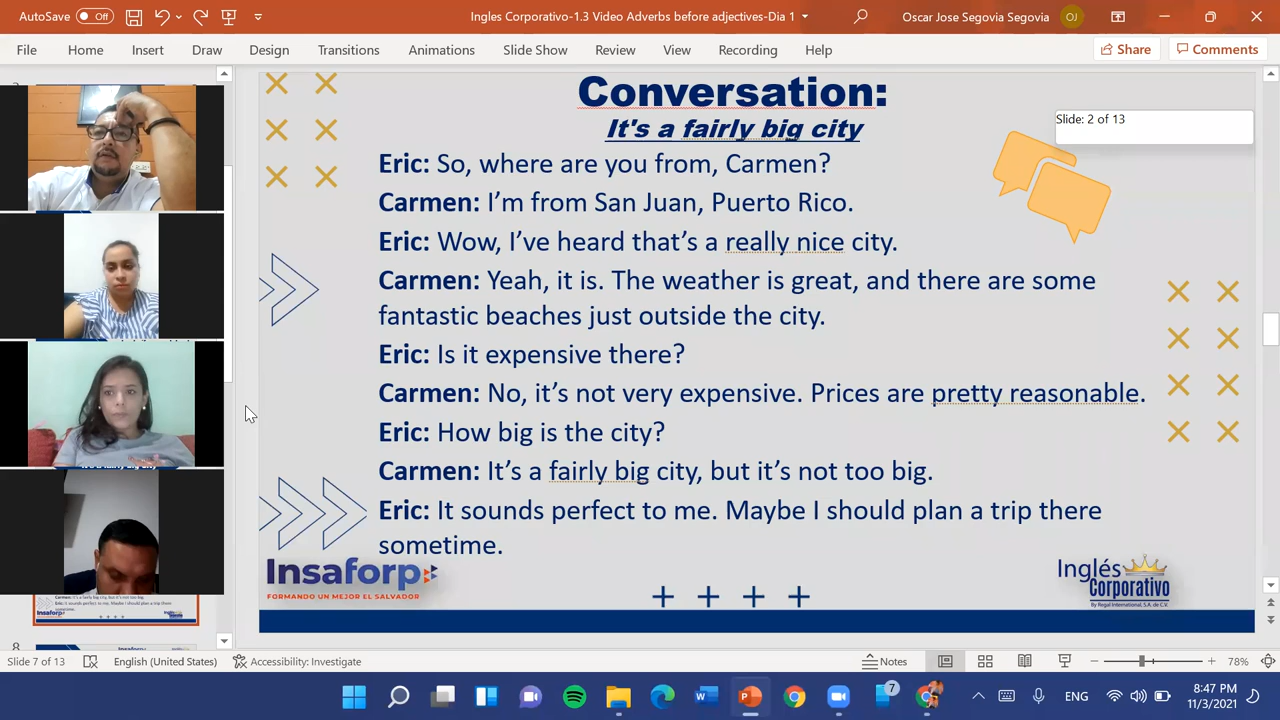 AutoSave Off Ingles Corporativo-1.3 Video Adverbs before adjectives-Dia 1 Oscar Jose Segovia Segovia OJ
File Home Insert Draw Design Transitions Animations Slide Show Review View Recording Help Share Comments
Conversation:
It's a fairly big city
Slide: 2 of 13
Eric: So, where are you from, Carmen?
Carmen: I'm from San Juan, Puerto Rico.
Eric: Wow, I've heard that's a really nice city.
Carmen: Yeah, it is. The weather is great, and there are some
fantastic beaches just outside the city.
Eric: Is it expensive there?
Carmen: No, it's not very expensive. Prices are pretty reasonable.
Eric: How big is the city?
Carmen: It's a fairly big city, but it's not too big.
Eric: It sounds perfect to me. Maybe I should plan a trip there
sometime.
Insaforp
FORMANDO UN MEJOR EL SALVADOR
Inglés
Corporativo
By Regal International, S.A. de C.V.
8
Slide 7 of 13 English (United States) Accessibility: Investigate Notes 78%
7
ENG
8:47 PM
11/3/2021